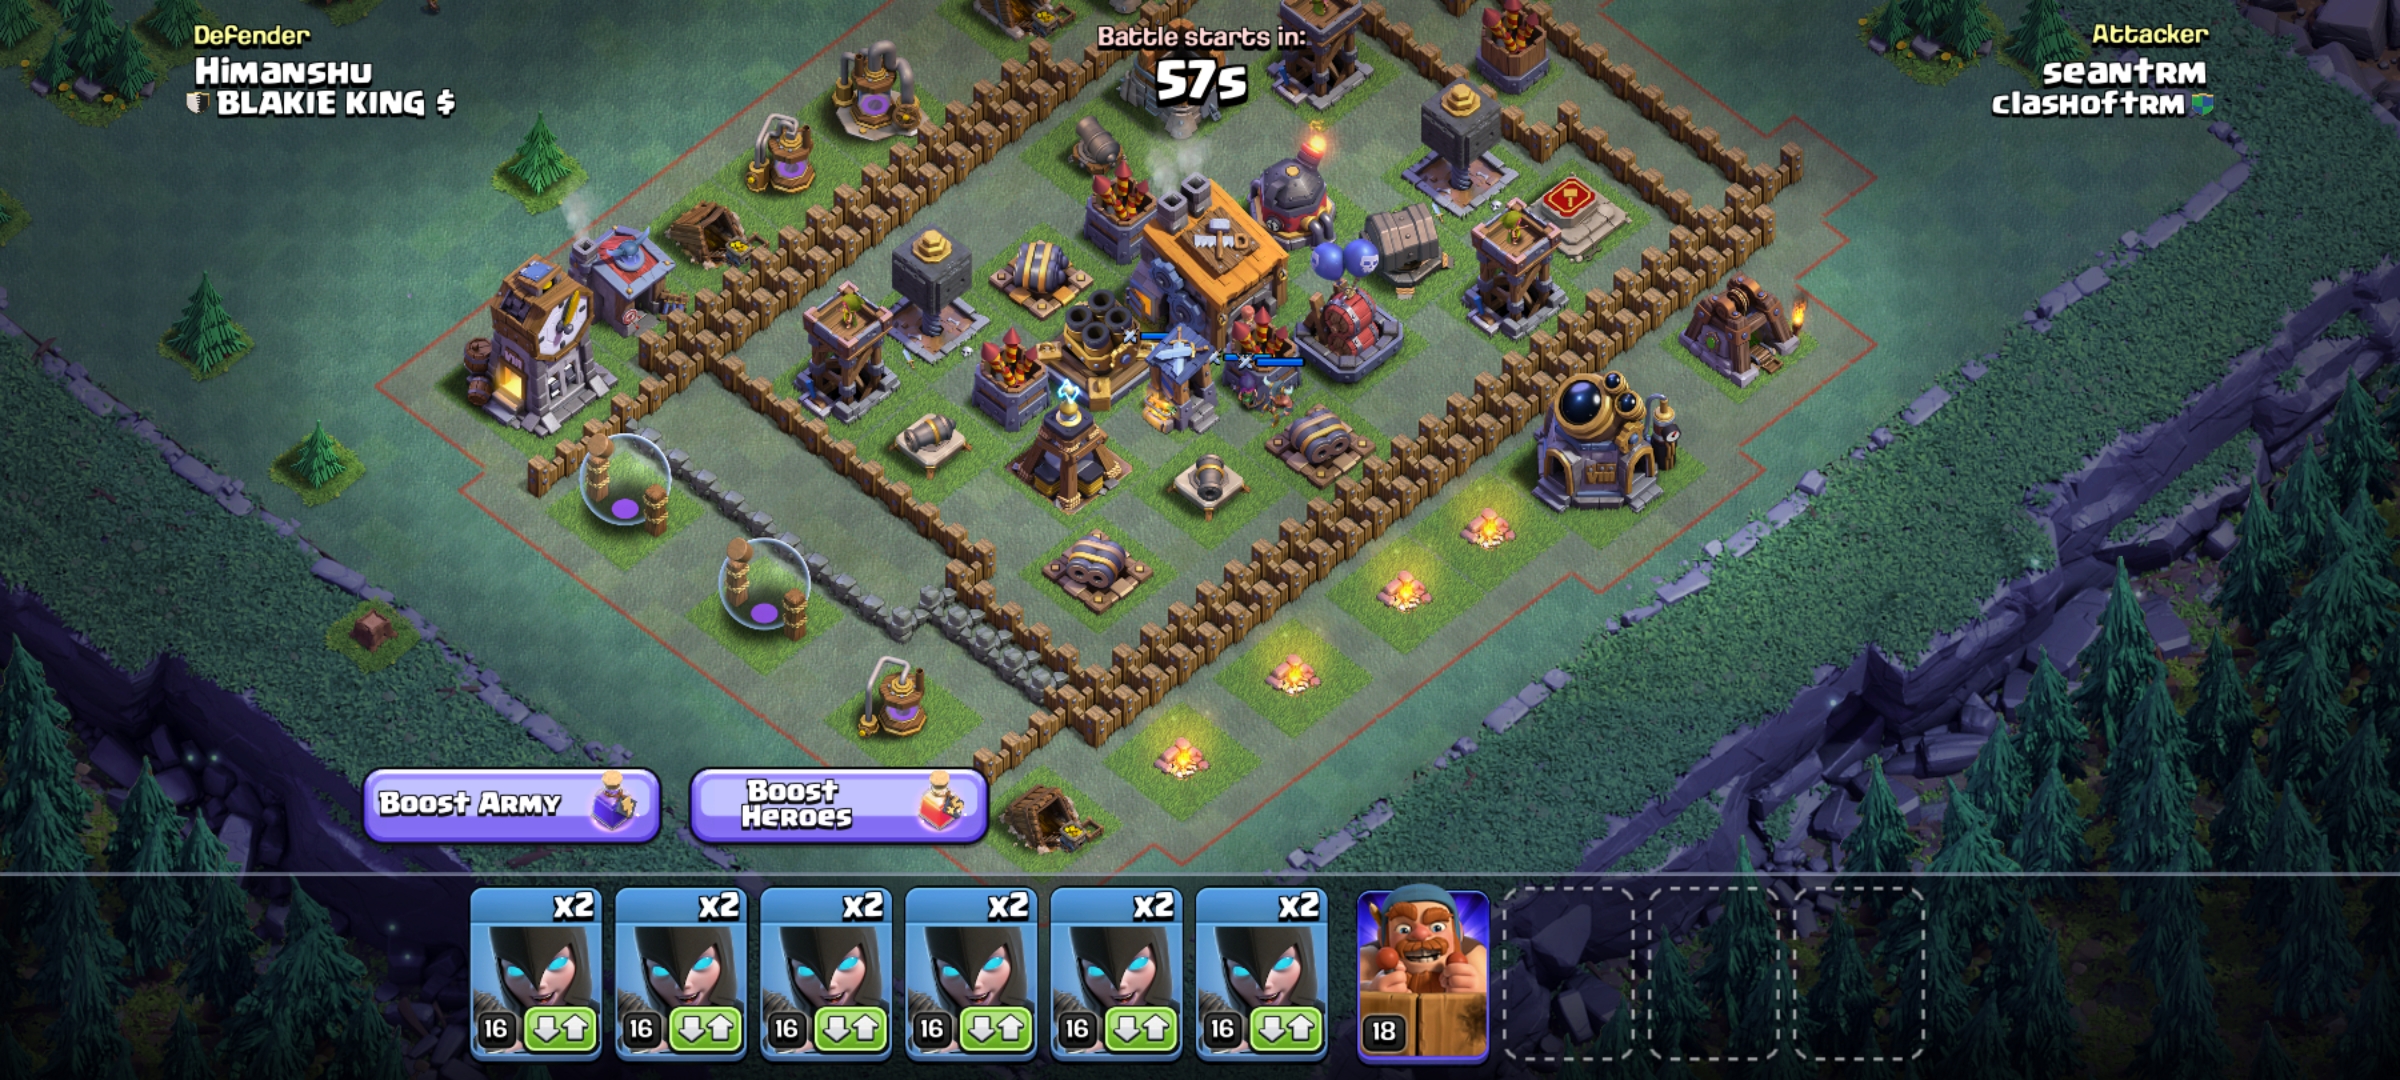 Defender
Himanshu
BLAKIE KING $
Battle starts in:
57s
Attacker
seantRM
clashoftRM
Boost Army
Boost
Heroes
x2
x2
x2
x2
x2
x2
16
16
16
16
16
16
18